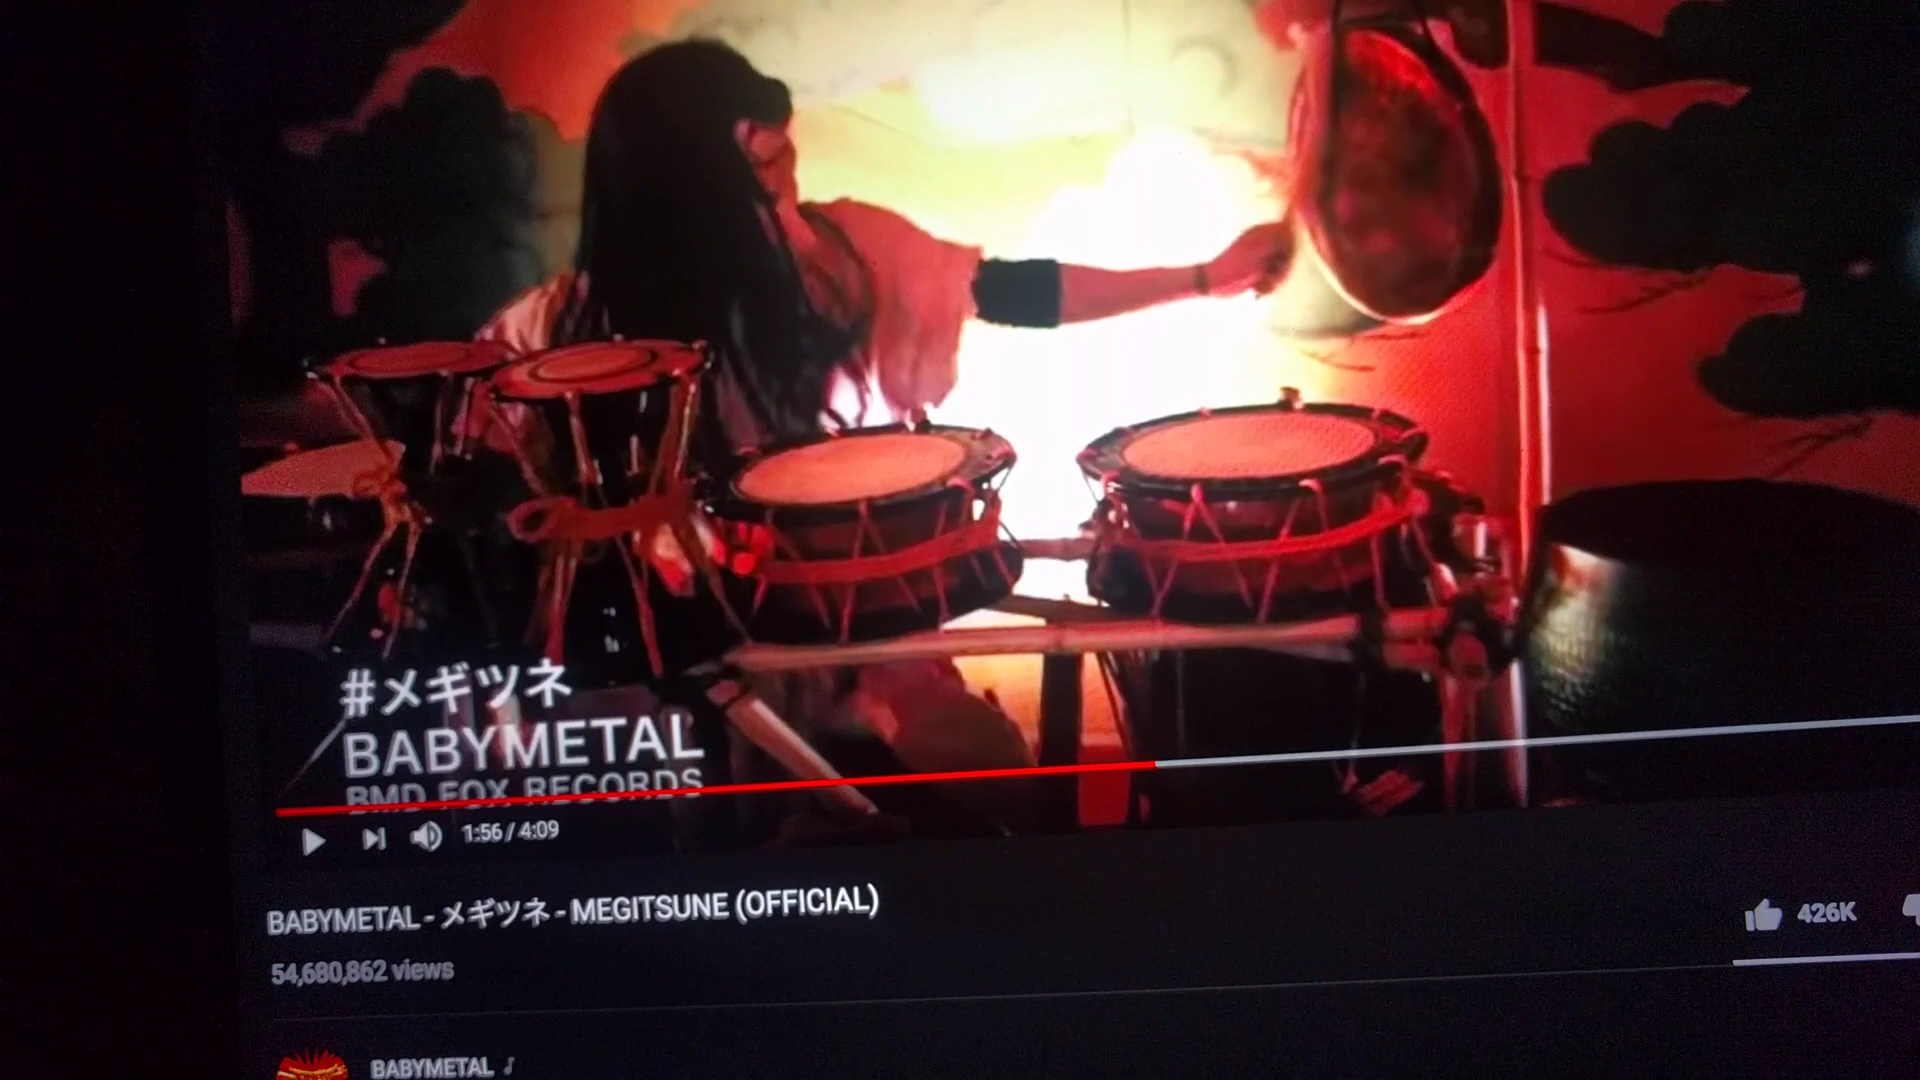 #メギツネ
BABYMETAL
BMD FOX RECORDS
1:56 / 4:09
BABYMETAL - メギツネ - MEGITSUNE (OFFICIAL)
426K
54,680,862 views
BABYMETAL ♪